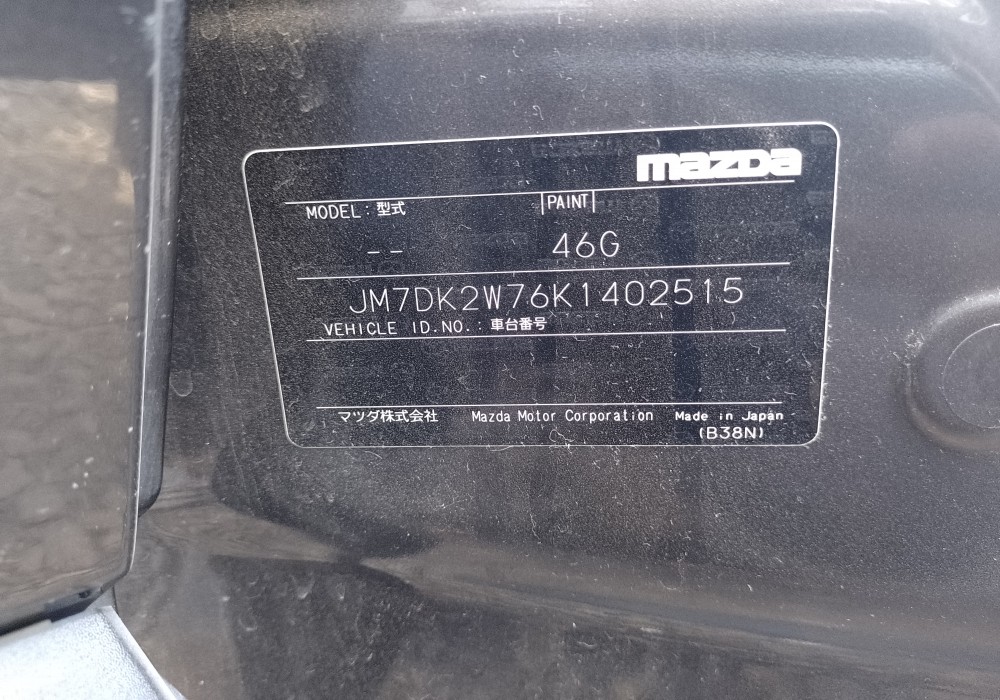 mazda
MODEL : 型式 PAINT
-- 46G
JM7DK2W76K1402515
VEHICLE ID.NO.: 車台番号
マツダ株式会社 Mazda Motor Corporation Made in Japan
(B38N)